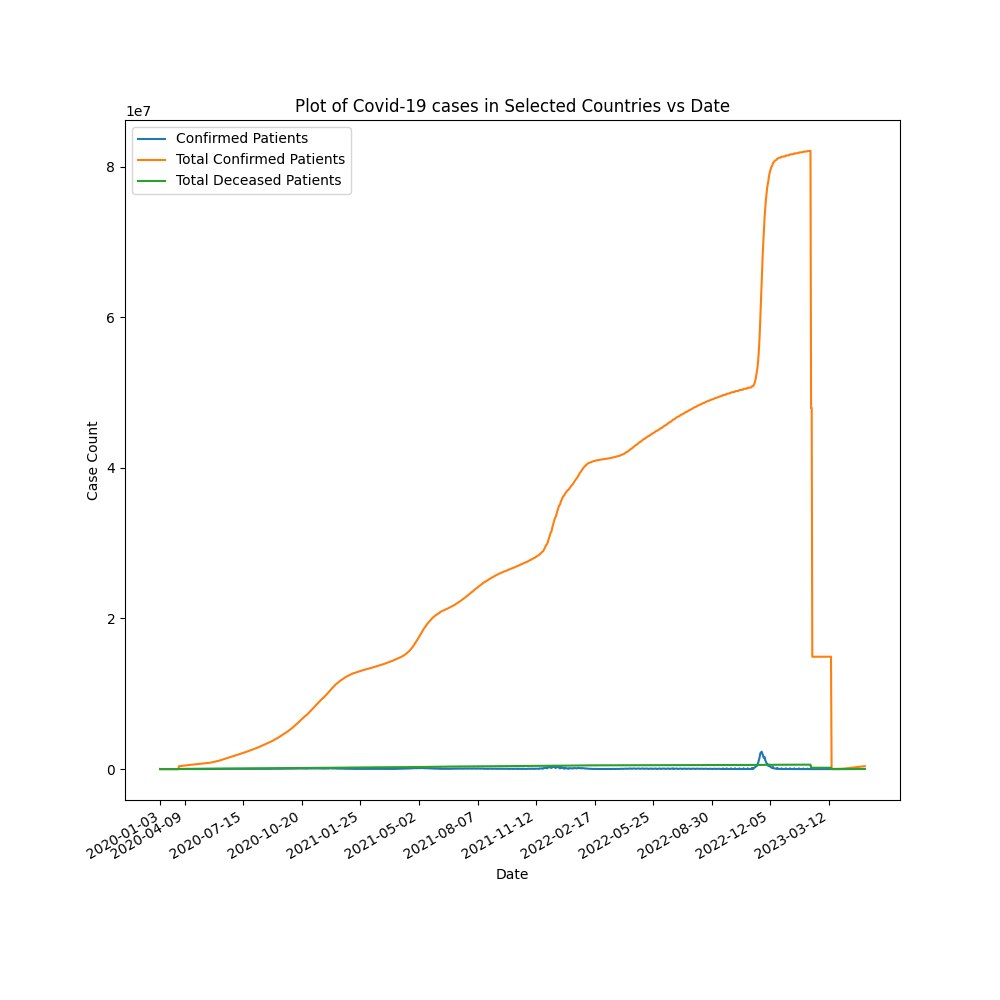 Plot of Covid-19 cases in Selected Countries vs Date
1e7
Confirmed Patients
Total Confirmed Patients
Total Deceased Patients
8
6
4
2
0
Case Count
2020-01-03
2020-04-09
2020-07-15
2020-10-20
2021-01-25
2021-05-02
2021-08-07
2021-11-12
2022-02-17
2022-05-25
2022-08-30
2022-12-05
2023-03-12
Date